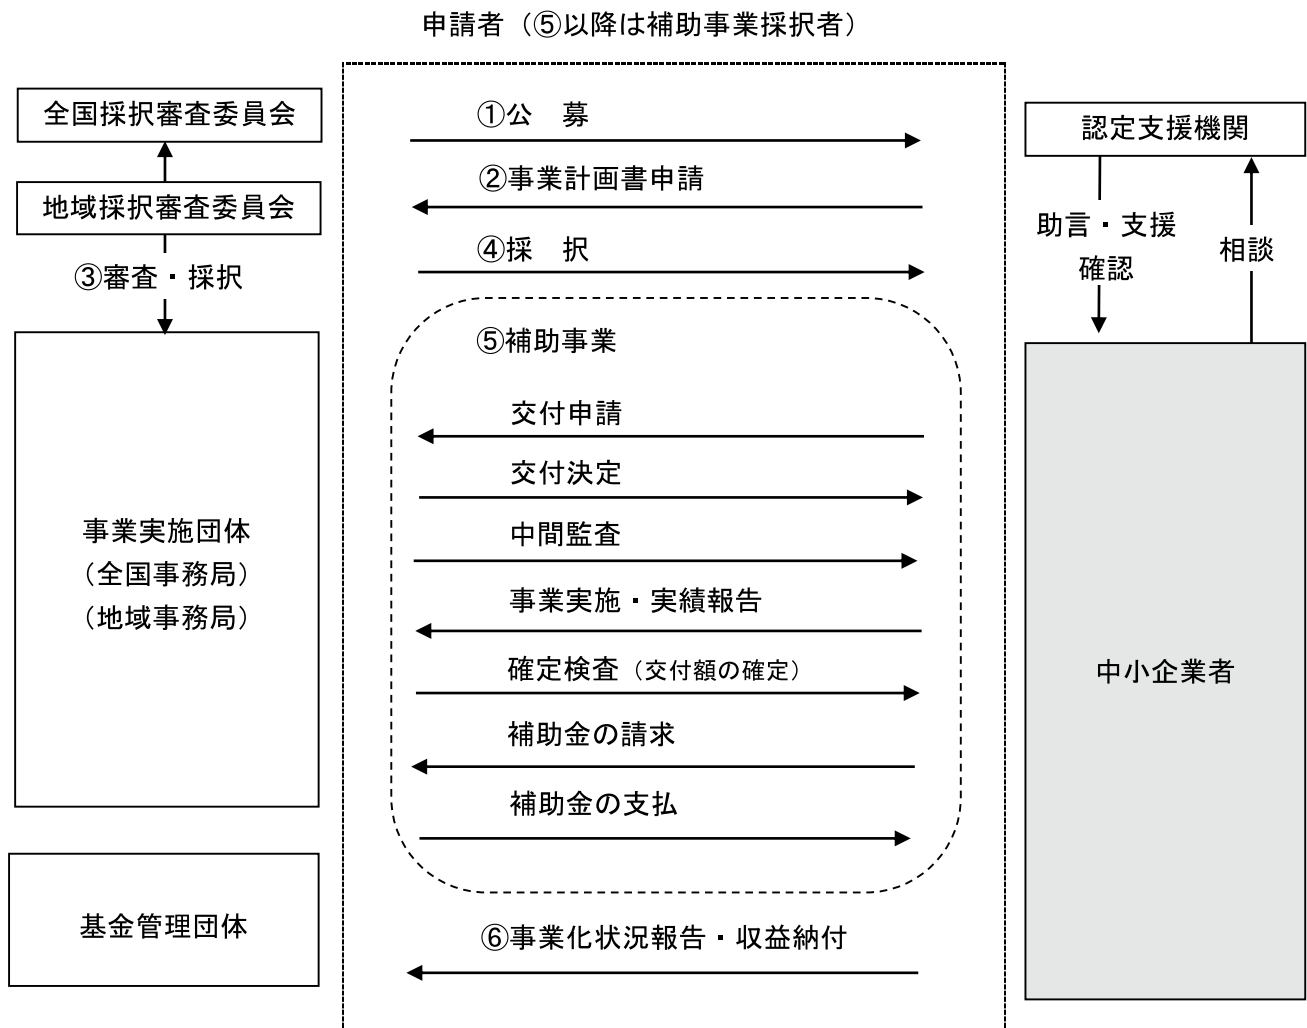 申請者（⑤以降は補助事業採択者）
全国採択審査委員会
地域採択審査委員会
③審査・採択
事業実施団体
（全国事務局）
（地域事務局）
基金管理団体
①公　募
②事業計画書申請
④採　択
⑤補助事業
交付申請
交付決定
中間監査
事業実施・実績報告
確定検査（交付額の確定）
補助金の請求
補助金の支払
⑥事業化状況報告・収益納付
認定支援機関
助言・支援
確認
相談
中小企業者